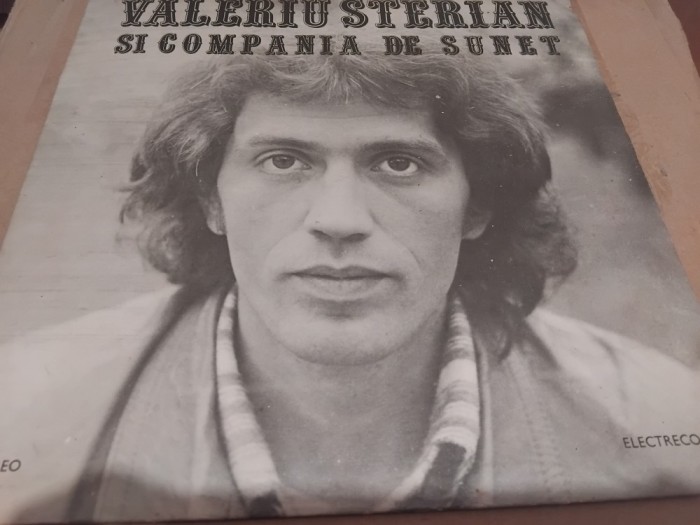 VALERIU STERIAN
SI COMPANIA DE SUNET
EO
ELECTRECO